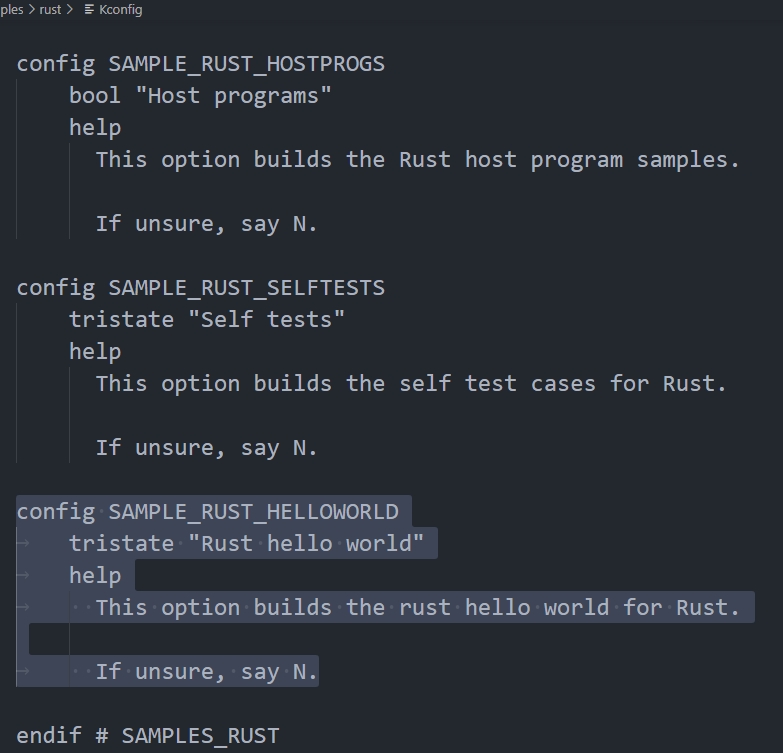 ples > rust > Kconfig
config SAMPLE_RUST_HOSTPROGS
bool "Host programs"
help
This option builds the Rust host program samples.
If unsure, say N.
config SAMPLE_RUST_SELFTESTS
tristate "Self tests"
help
This option builds the self test cases for Rust.
If unsure, say N.
config SAMPLE_RUST_HELLOWORLD
tristate "Rust hello world"
help
This option builds the rust hello world for Rust.
If unsure, say N.
endif # SAMPLES_RUST